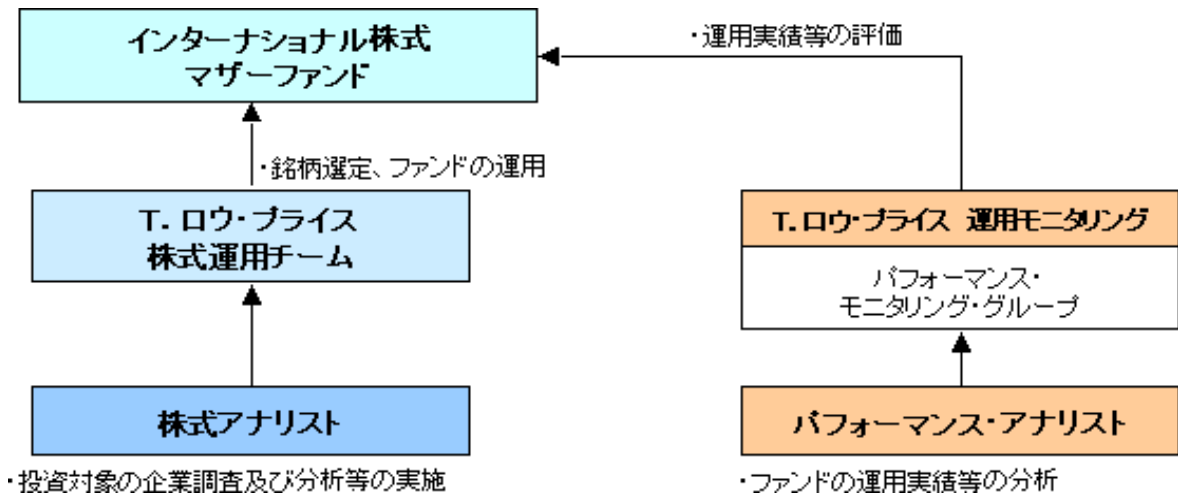 インターナショナル株式
マザーファンド
・運用実績等の評価
・銘柄選定、ファンドの運用
T．ロウ・プライス
株式運用チーム
T．ロウ・プライス 運用モニタリング
パフォーマンス・
モニタリング・グループ
株式アナリスト
パフォーマンス・アナリスト
・投資対象の企業調査及び分析等の実施
・ファンドの運用実績等の分析